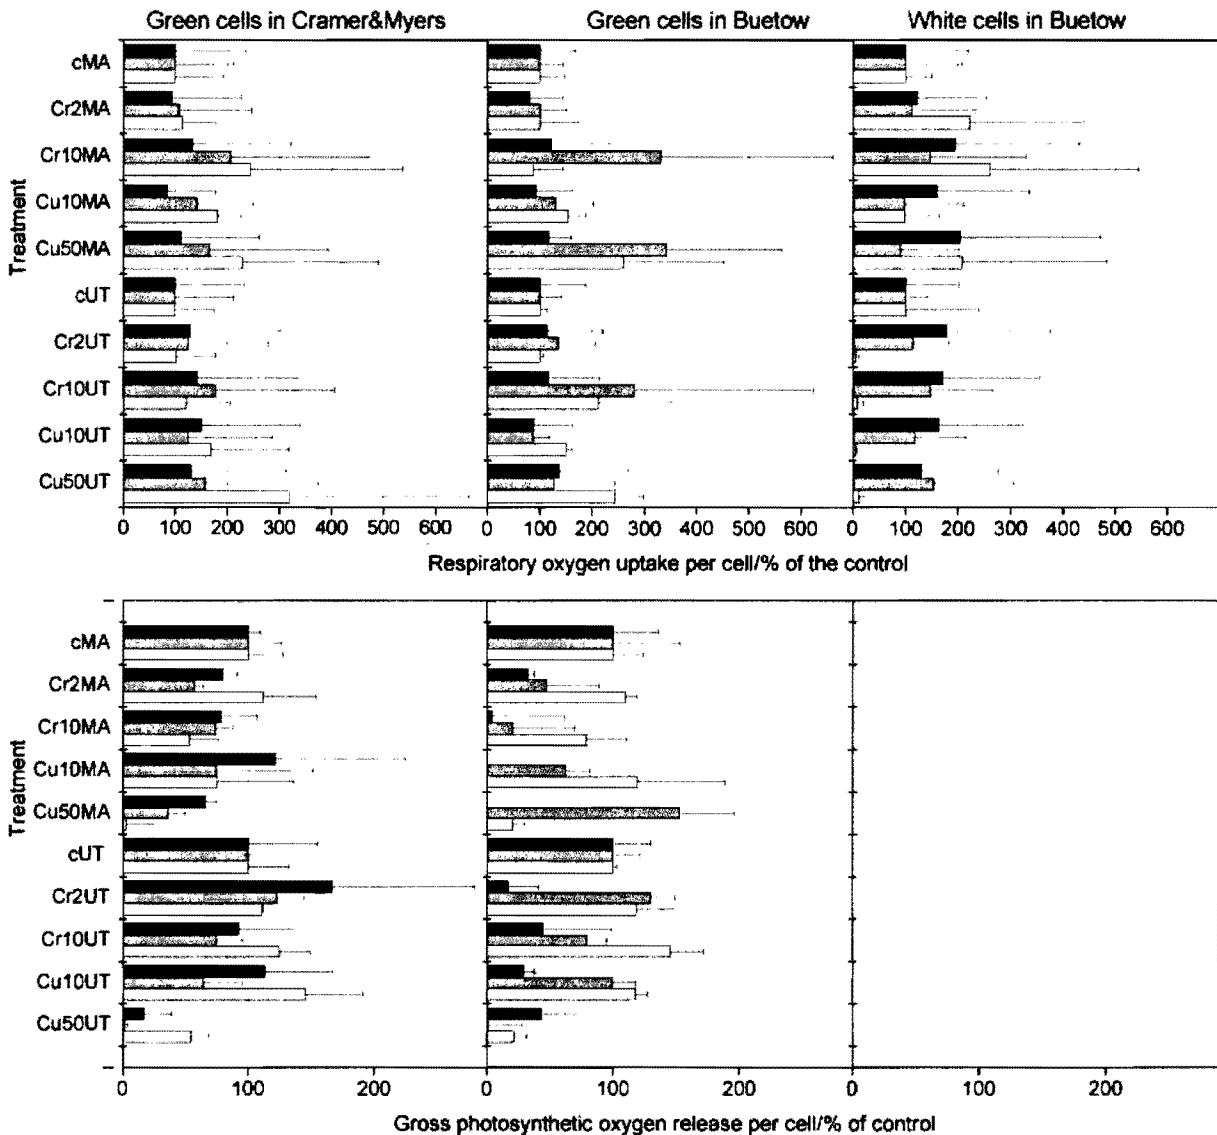 Green cells in Cramer&Myers Green cells in Buetow White cells in Buetow
Treatment
cMA
Cr2MA
Cr10MA
Cu10MA
Cu50MA
cUT
Cr2UT
Cr10UT
Cu10UT
Cu50UT
0 100 200 300 400 500 600 0 100 200 300 400 500 600 0 100 200 300 400 500 600
Respiratory oxygen uptake per cell/% of the control
Treatment
cMA
Cr2MA
Cr10MA
Cu10MA
Cu50MA
cUT
Cr2UT
Cr10UT
Cu10UT
Cu50UT
0 100 200 0 100 200 0 100 200
Gross photosynthetic oxygen release per cell/% of control